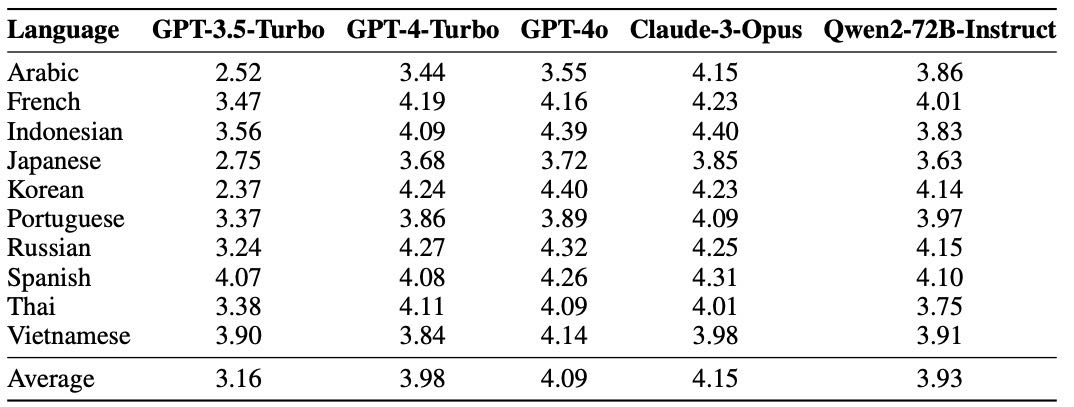 Language GPT-3.5-Turbo GPT-4-Turbo GPT-4o Claude-3-Opus Qwen2-72B-Instruct
Arabic 2.52 3.44 3.55 4.15 3.86
French 3.47 4.19 4.16 4.23 4.01
Indonesian 3.56 4.09 4.39 4.40 3.83
Japanese 2.75 3.68 3.72 3.85 3.63
Korean 2.37 4.24 4.40 4.23 4.14
Portuguese 3.37 3.86 3.89 4.09 3.97
Russian 3.24 4.27 4.32 4.25 4.15
Spanish 4.07 4.08 4.26 4.31 4.10
Thai 3.38 4.11 4.09 4.01 3.75
Vietnamese 3.90 3.84 4.14 3.98 3.91
Average 3.16 3.98 4.09 4.15 3.93